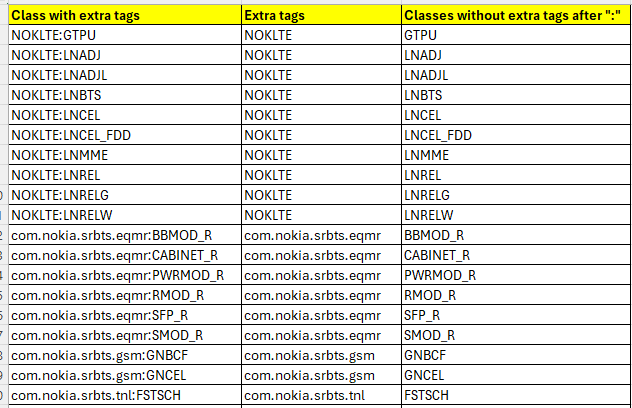 Class with extra tags Extra tags Classes without extra tags after ":"
NOKLTE:GTPU NOKLTE GTPU
NOKLTE:LNADJ NOKLTE LNADJ
NOKLTE:LNADJL NOKLTE LNADJL
NOKLTE:LNBTS NOKLTE LNBTS
NOKLTE:LNCEL NOKLTE LNCEL
NOKLTE:LNCEL_FDD NOKLTE LNCEL_FDD
NOKLTE:LNMME NOKLTE LNMME
NOKLTE:LNREL NOKLTE LNREL
NOKLTE:LNRELG NOKLTE LNRELG
NOKLTE:LNRELW NOKLTE LNRELW
com.nokia.srbts.eqmr:BBMOD_R com.nokia.srbts.eqmr BBMOD_R
com.nokia.srbts.eqmr:CABINET_R com.nokia.srbts.eqmr CABINET_R
com.nokia.srbts.eqmr:PWRMOD_R com.nokia.srbts.eqmr PWRMOD_R
com.nokia.srbts.eqmr:RMOD_R com.nokia.srbts.eqmr RMOD_R
com.nokia.srbts.eqmr:SFP_R com.nokia.srbts.eqmr SFP_R
com.nokia.srbts.eqmr:SMOD_R com.nokia.srbts.eqmr SMOD_R
com.nokia.srbts.gsm:GNBCF com.nokia.srbts.gsm GNBCF
com.nokia.srbts.gsm:GNCEL com.nokia.srbts.gsm GNCEL
com.nokia.srbts.tnl:FSTSCH com.nokia.srbts.tnl FSTSCH